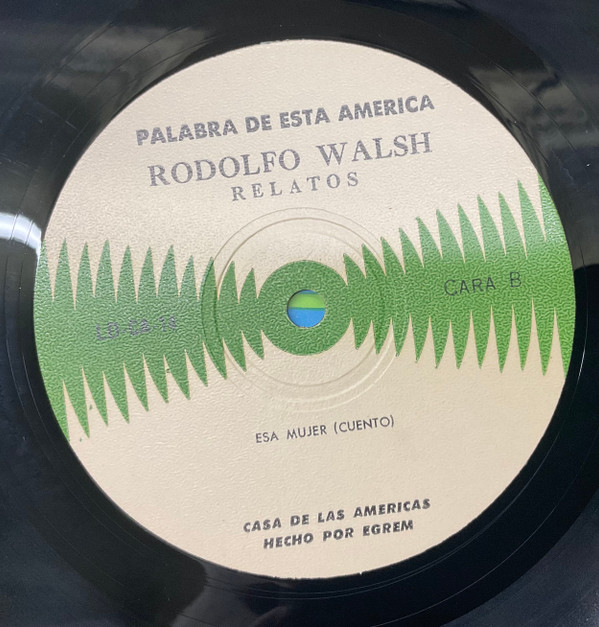 PALABRA DE ESTA AMERICA
RODOLFO WALSH
RELATOS
CARA B
ESA MUJER (CUENTO)
CASA DE LAS AMERICAS
HECHO POR EGREM